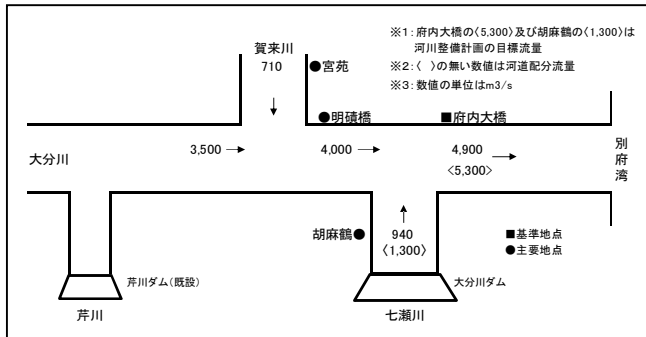 賀来川
710
●宮苑
↓
※1:府内大橋の〈5,300〉及び胡麻鶴の〈1,300〉は
河川整備計画の目標流量
※2:〈 〉の無い数値は河道配分流量
※3:数値の単位はm3/s
●明磧橋
■府内大橋
大分川
3,500 →
4,000 →
4,900 →
〈5,300〉
別府湾
胡麻鶴●
↑
940
〈1,300〉
■基準地点
●主要地点
芹川ダム(既設)
大分川ダム
芹川
七瀬川